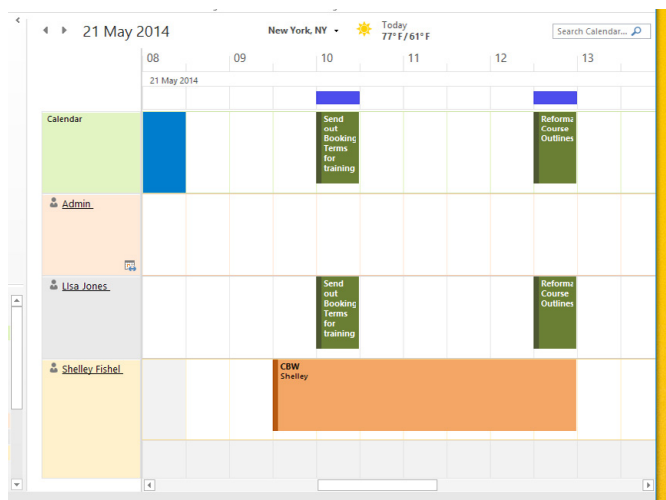 21 May 2014
New York, NY
Today
77° F / 61° F
Search Calendar...
08 09 10 11 12 13
21 May 2014
Calendar
Send
out
Booking
Terms
for
training
Reforma
Course
Outlines
Admin
LIsa Jones
Send
out
Booking
Terms
for
training
Reforma
Course
Outlines
Shelley Fishel
CBW
Shelley